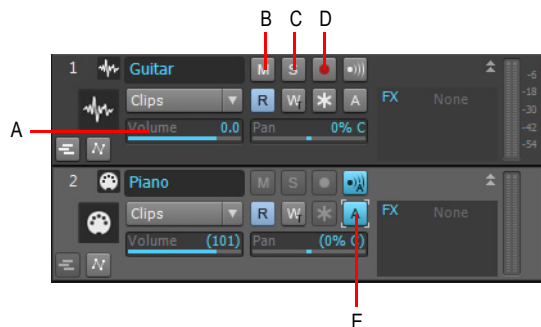 B C D
1 Guitar M S
Clips R W * A FX None
A Volume 0.0 Pan 0% C
-6
-18
-30
-42
-54
2 Piano M S A
Clips R W * A FX None
Volume (101) Pan (0% C)
E